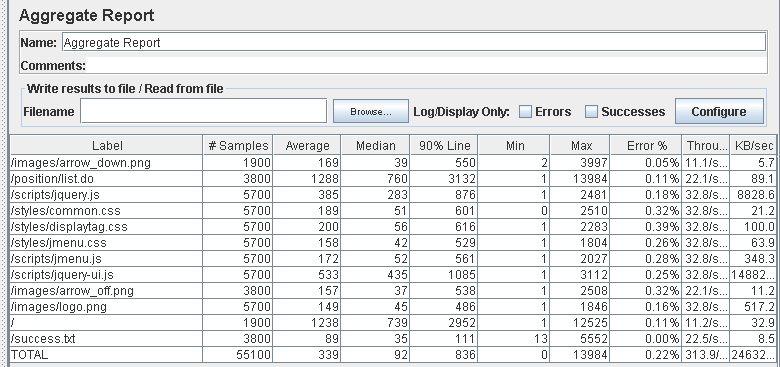 Aggregate Report
Name: Aggregate Report
Comments:
Write results to file / Read from file
Filename Browse... Log/Display Only: Errors Successes Configure
Label # Samples Average Median 90% Line Min Max Error % Throu... KB/sec
/images/arrow_down.png 1900 169 39 550 2 3997 0.05% 11.1/s... 5.7
/position/list.do 3800 1288 760 3132 1 13984 0.11% 22.1/s... 89.1
/scripts/jquery.js 5700 385 283 876 1 2481 0.18% 32.8/s... 8828.6
/styles/common.css 5700 189 51 601 0 2510 0.32% 32.8/s... 21.2
/styles/displaytag.css 5700 200 56 616 1 2283 0.39% 32.8/s... 100.0
/styles/jmenu.css 5700 158 42 529 1 1804 0.26% 32.8/s... 63.9
/scripts/jmenu.js 5700 172 52 561 1 2027 0.28% 32.8/s... 348.3
/scripts/jquery-ui.js 5700 533 435 1085 1 3112 0.25% 32.8/s... 14882...
/images/arrow_off.png 3800 157 37 538 1 2508 0.32% 22.1/s... 11.2
/images/logo.png 5700 149 45 486 1 1846 0.16% 32.8/s... 517.2
/ 1900 1238 739 2952 1 12525 0.11% 11.2/s... 32.9
/success.txt 3800 89 35 111 13 5552 0.00% 22.5/s... 8.5
TOTAL 55100 339 92 836 0 13984 0.22% 313.9/... 24632...